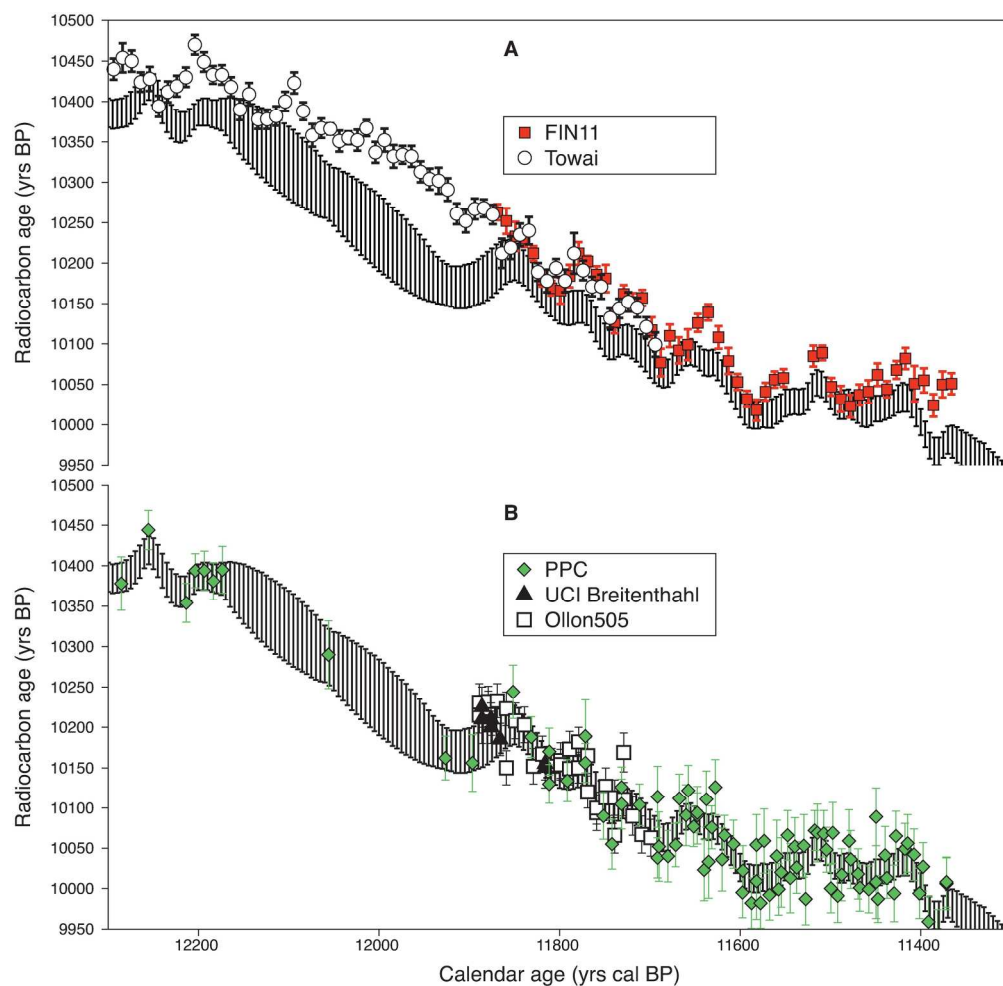 10500
10450
10400
10350
10300
10250
10200
10150
10100
10050
10000
9950
Radiocarbon age (yrs BP)
A
FIN11
Towai
10500
10450
10400
10350
10300
10250
10200
10150
10100
10050
10000
9950
Radiocarbon age (yrs BP)
B
PPC
UCI Breitenthahl
Ollon505
12200 12000 11800 11600 11400
Calendar age (yrs cal BP)